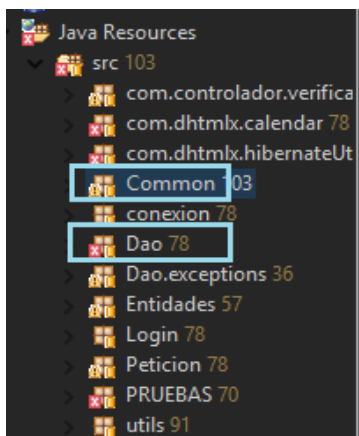 Java Resources
src 103
com.controlador.verifica
com.dhtmlx.calendar 78
com.dhtmlx.hibernateUt
Common 103
conexion 78
Dao 78
Dao.exceptions 36
Entidades 57
Login 78
Peticion 78
PRUEBAS 70
utils 91